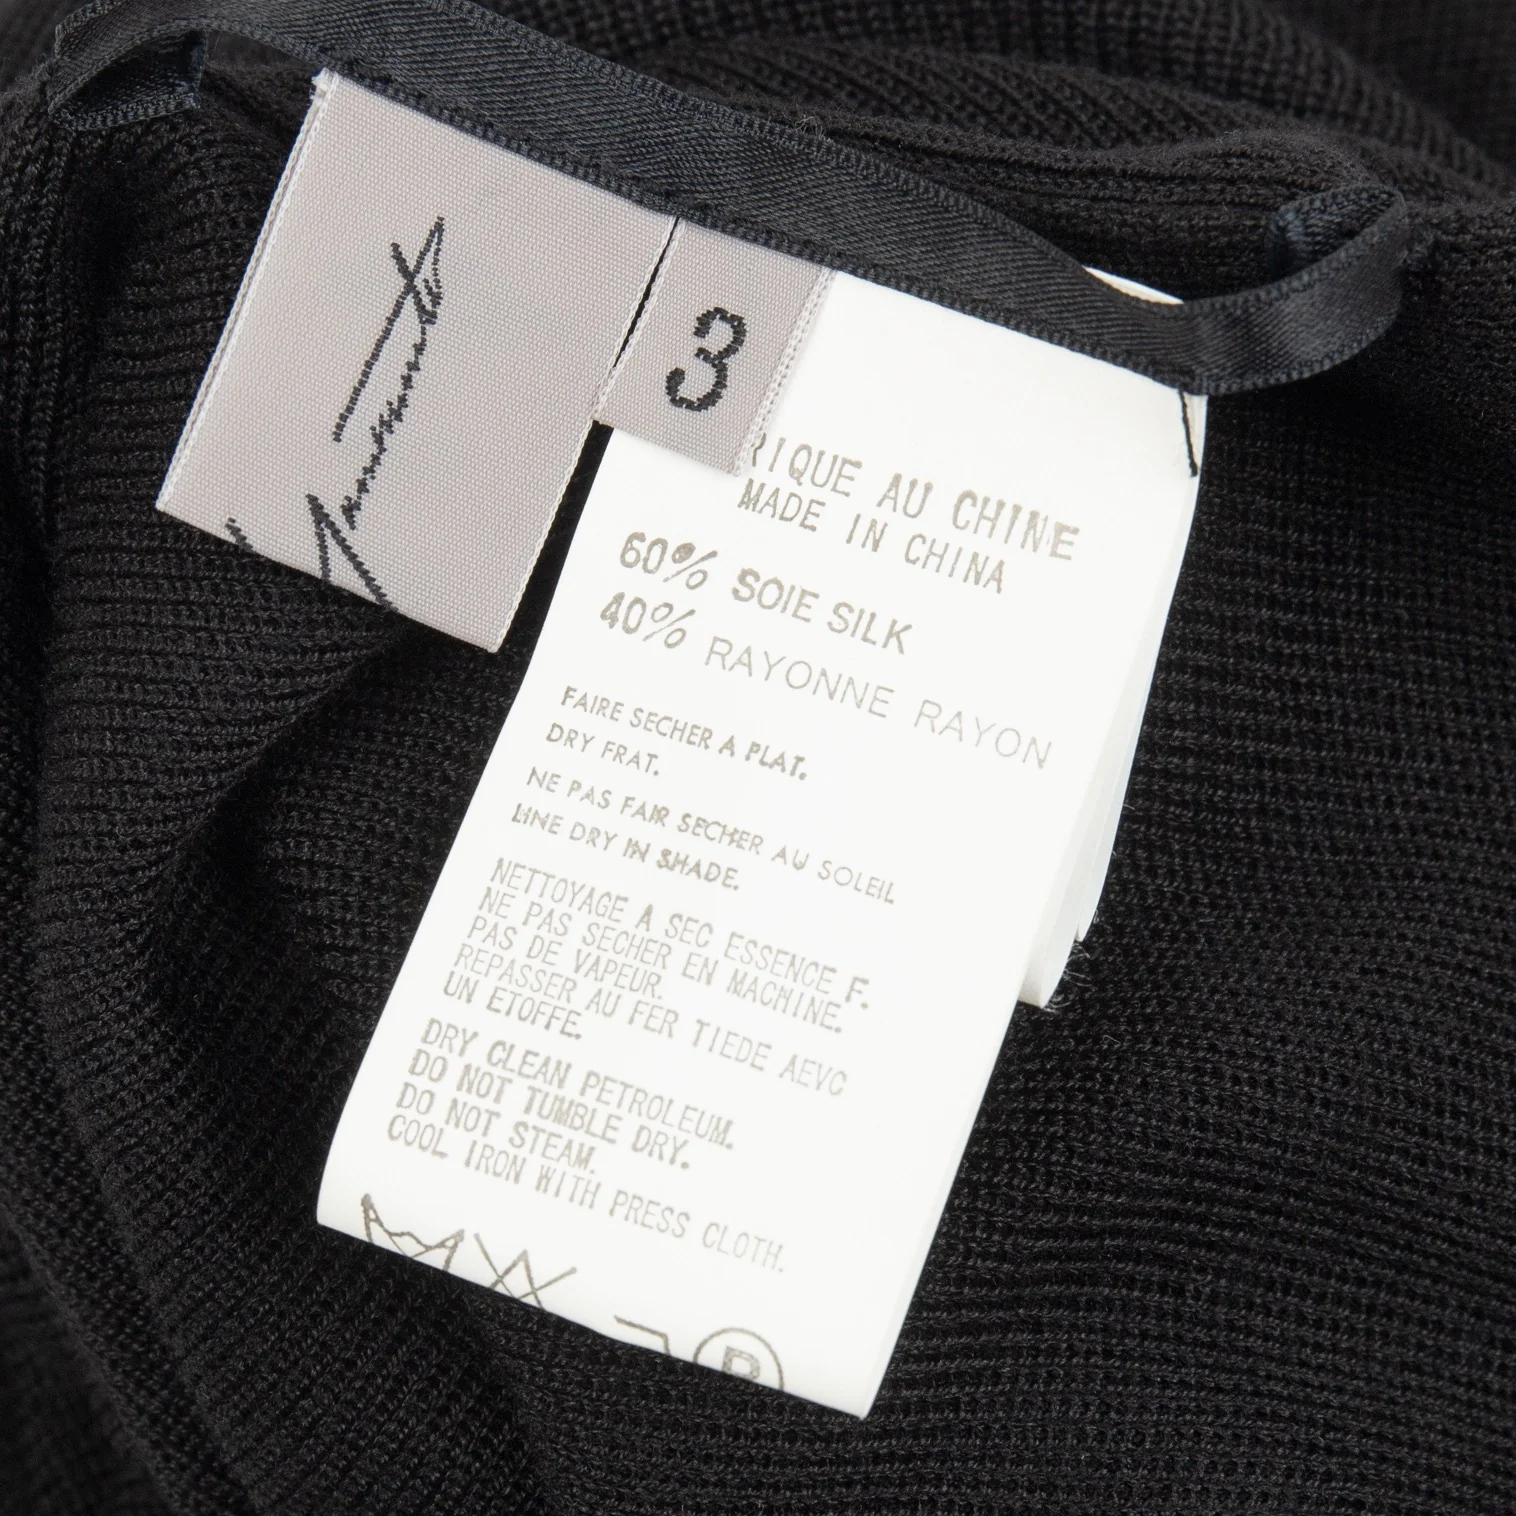 3
RIQUE AU CHINE
MADE IN CHINA
60% SOIE SILK
40% RAYONNE RAYON
FAIRE SECHER A PLAT.
DRY FRAT.
NE PAS FAIR SECHER AU SOLEIL
LINE DRY IN SHADE.
NETTOYAGE A SEC ESSENCE F.
NE PAS SECHER EN MACHINE.
PAS DE VAPEUR.
REPASSER AU FER TIEDE AEVC
UN ETOFFE.
DRY CLEAN PETROLEUM.
DO NOT TUMBLE DRY.
DO NOT STEAM.
COOL IRON WITH PRESS CLOTH.